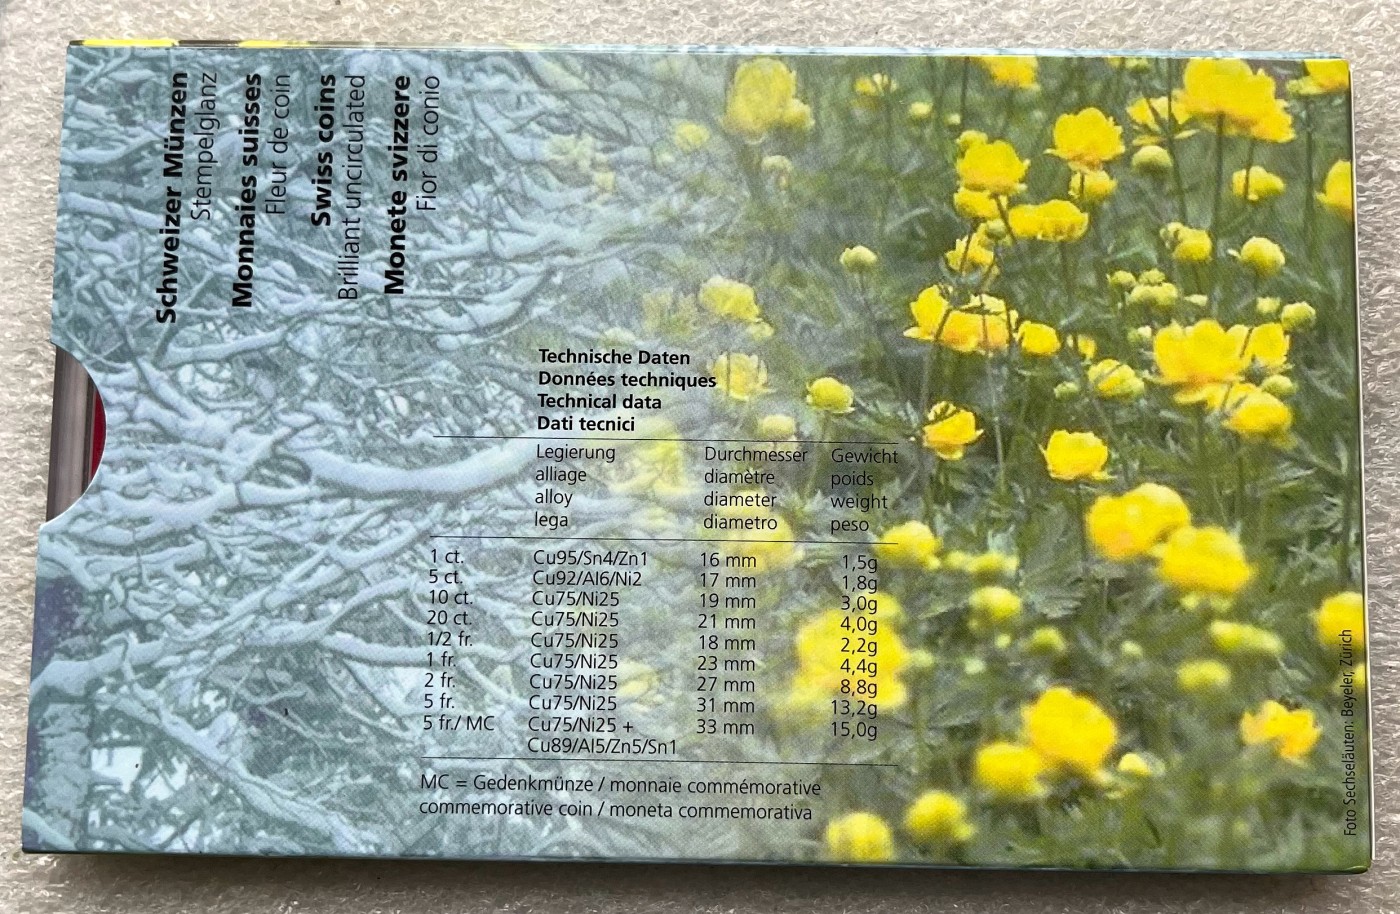 Schweizer Münzen
Stempelglanz
Monnaies suisses
Fleur de coin
Swiss coins
Brilliant uncirculated
Monete svizzere
Fior di conio
Technische Daten
Données techniques
Technical data
Dati tecnici
Legierung Durchmesser Gewicht
alliage diamètre poids
alloy diameter weight
lega diametro peso
1 ct. Cu95/Sn4/Zn1 16 mm 1,5g
5 ct. Cu92/Al6/Ni2 17 mm 1,8g
10 ct. Cu75/Ni25 19 mm 3,0g
20 ct. Cu75/Ni25 21 mm 4,0g
1/2 fr. Cu75/Ni25 18 mm 2,2g
1 fr. Cu75/Ni25 23 mm 4,4g
2 fr. Cu75/Ni25 27 mm 8,8g
5 fr. Cu75/Ni25 31 mm 13,2g
5 fr./ MC Cu75/Ni25 + 33 mm 15,0g
Cu89/Al5/Zn5/Sn1
MC = Gedenkmünze / monnaie commémorative
commemorative coin / moneta commemorativa
Foto Sechseläuten: Beyeler, Zürich